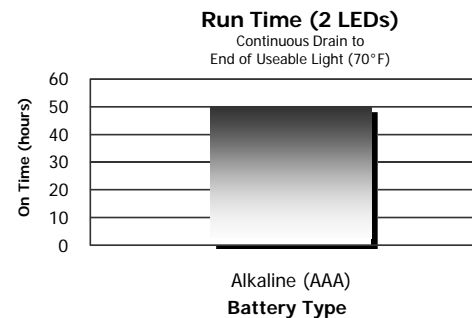 Run Time (2 LEDs)
Continuous Drain to
End of Useable Light (70°F)
60
50
40
30
20
10
0
On Time (hours)
Alkaline (AAA)
Battery Type